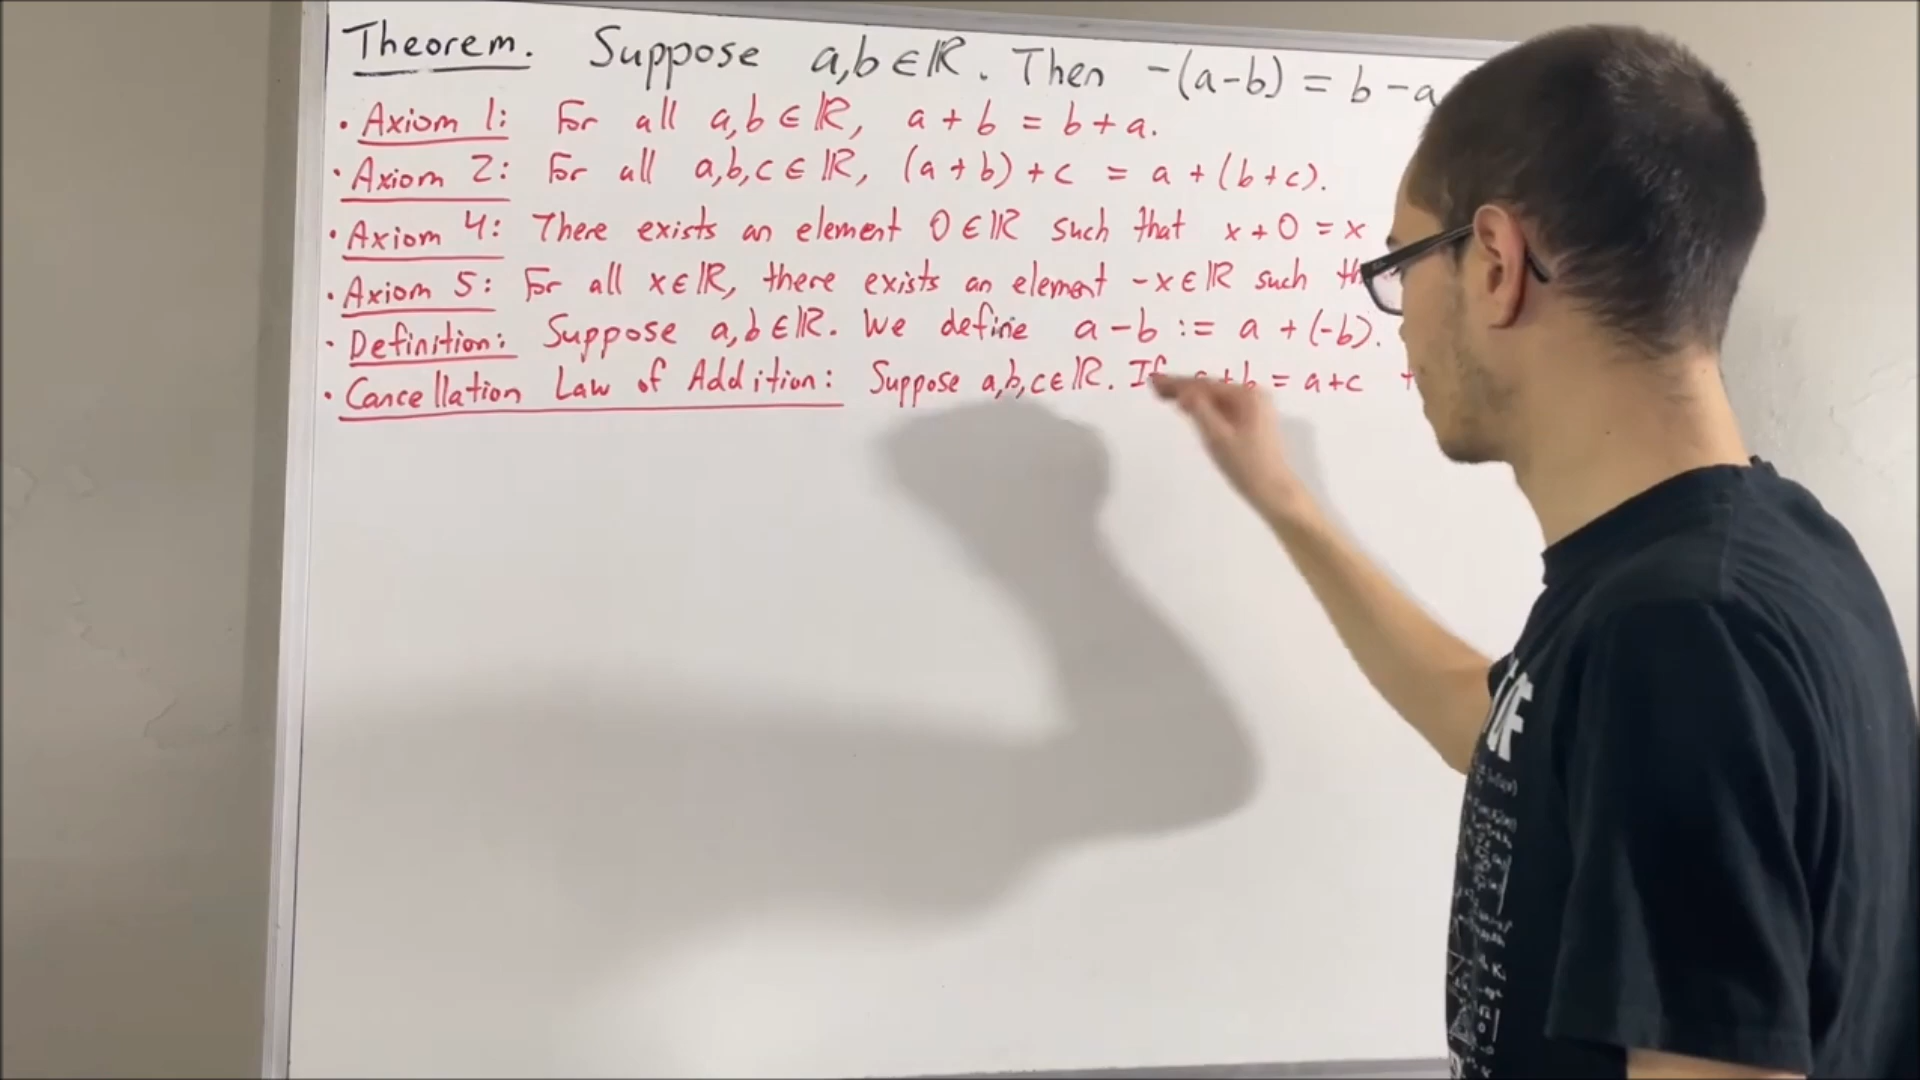 Theorem. Suppose a,b∈ℝ. Then -(a-b) = b-a
• Axiom 1: For all a,b∈ℝ, a+b = b+a.
• Axiom 2: For all a,b,c∈ℝ, (a+b)+c = a+(b+c).
• Axiom 4: There exists an element 0∈ℝ such that x+0=x
• Axiom 5: For all x∈ℝ, there exists an element -x∈ℝ such
• Definition: Suppose a,b∈ℝ. We define a-b := a+(-b).
• Cancellation Law of Addition: Suppose a,b,c∈ℝ. If a+b = a+c